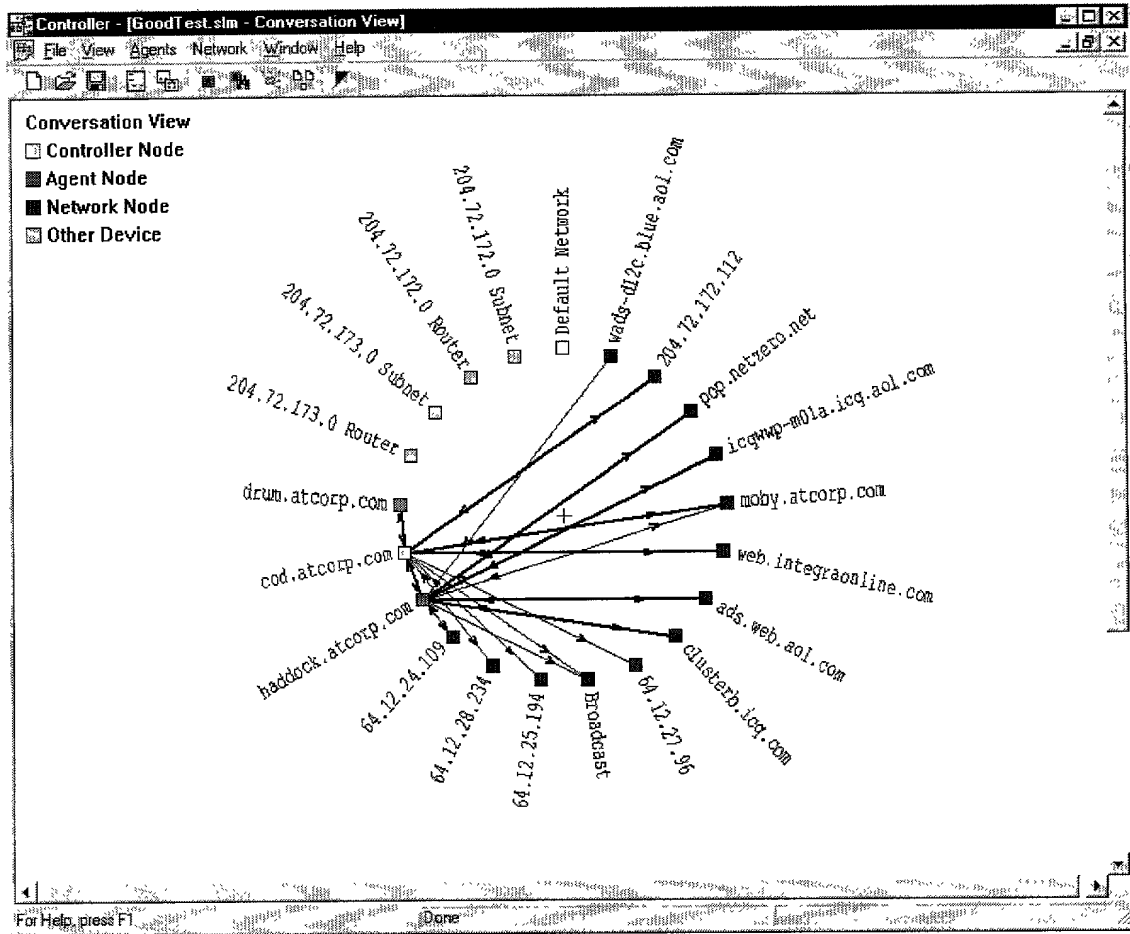 Controller - [GoodTest.slm - Conversation View]
File View Agents Network Window Help
Conversation View
Controller Node
Agent Node
Network Node
Other Device
Default Network
wads-d12c.blue.aol.com
204.72.172.112
pop.netzero.net
icqwwp-m01a.icq.aol.com
moby.atcorp.com
web.integraonline.com
ads.web.aol.com
clusterb.icq.com
64.12.27.96
Broadcast
64.12.25.194
64.12.28.234
64.12.24.109
haddock.atcorp.com
cod.atcorp.com
drum.atcorp.com
204.72.173.0 Router
204.72.173.0 Subnet
204.72.172.0 Router
204.72.172.0 Subnet
For Help, press F1
Done